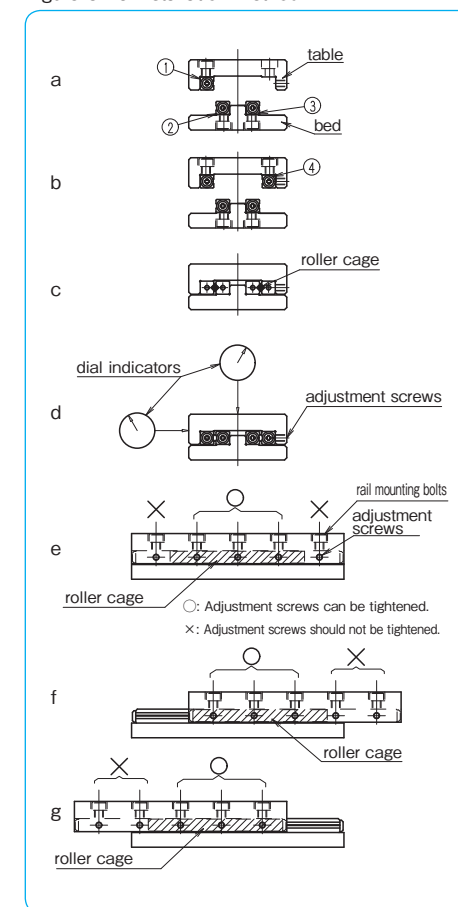 a
①
table
③
②
bed
b
④
c
roller cage
d
dial indicators
adjustment screws
e
×
○
×
rail mounting bolts
adjustment
screws
roller cage
○: Adjustment screws can be tightened.
×: Adjustment screws should not be tightened.
f
○
×
roller cage
g
×
○
roller cage